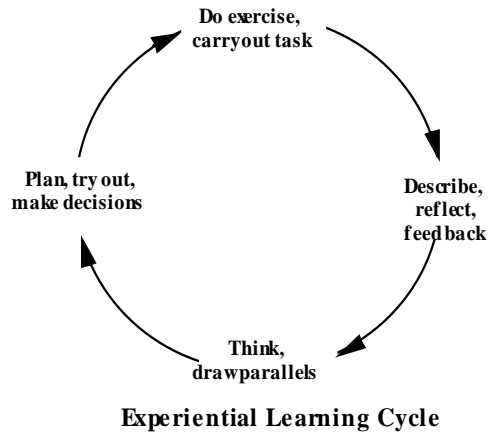 Do exercise,
carryout task
Plan, try out,
make decisions
Describe,
reflect,
feedback
Think,
drawparallels
Experiential Learning Cycle